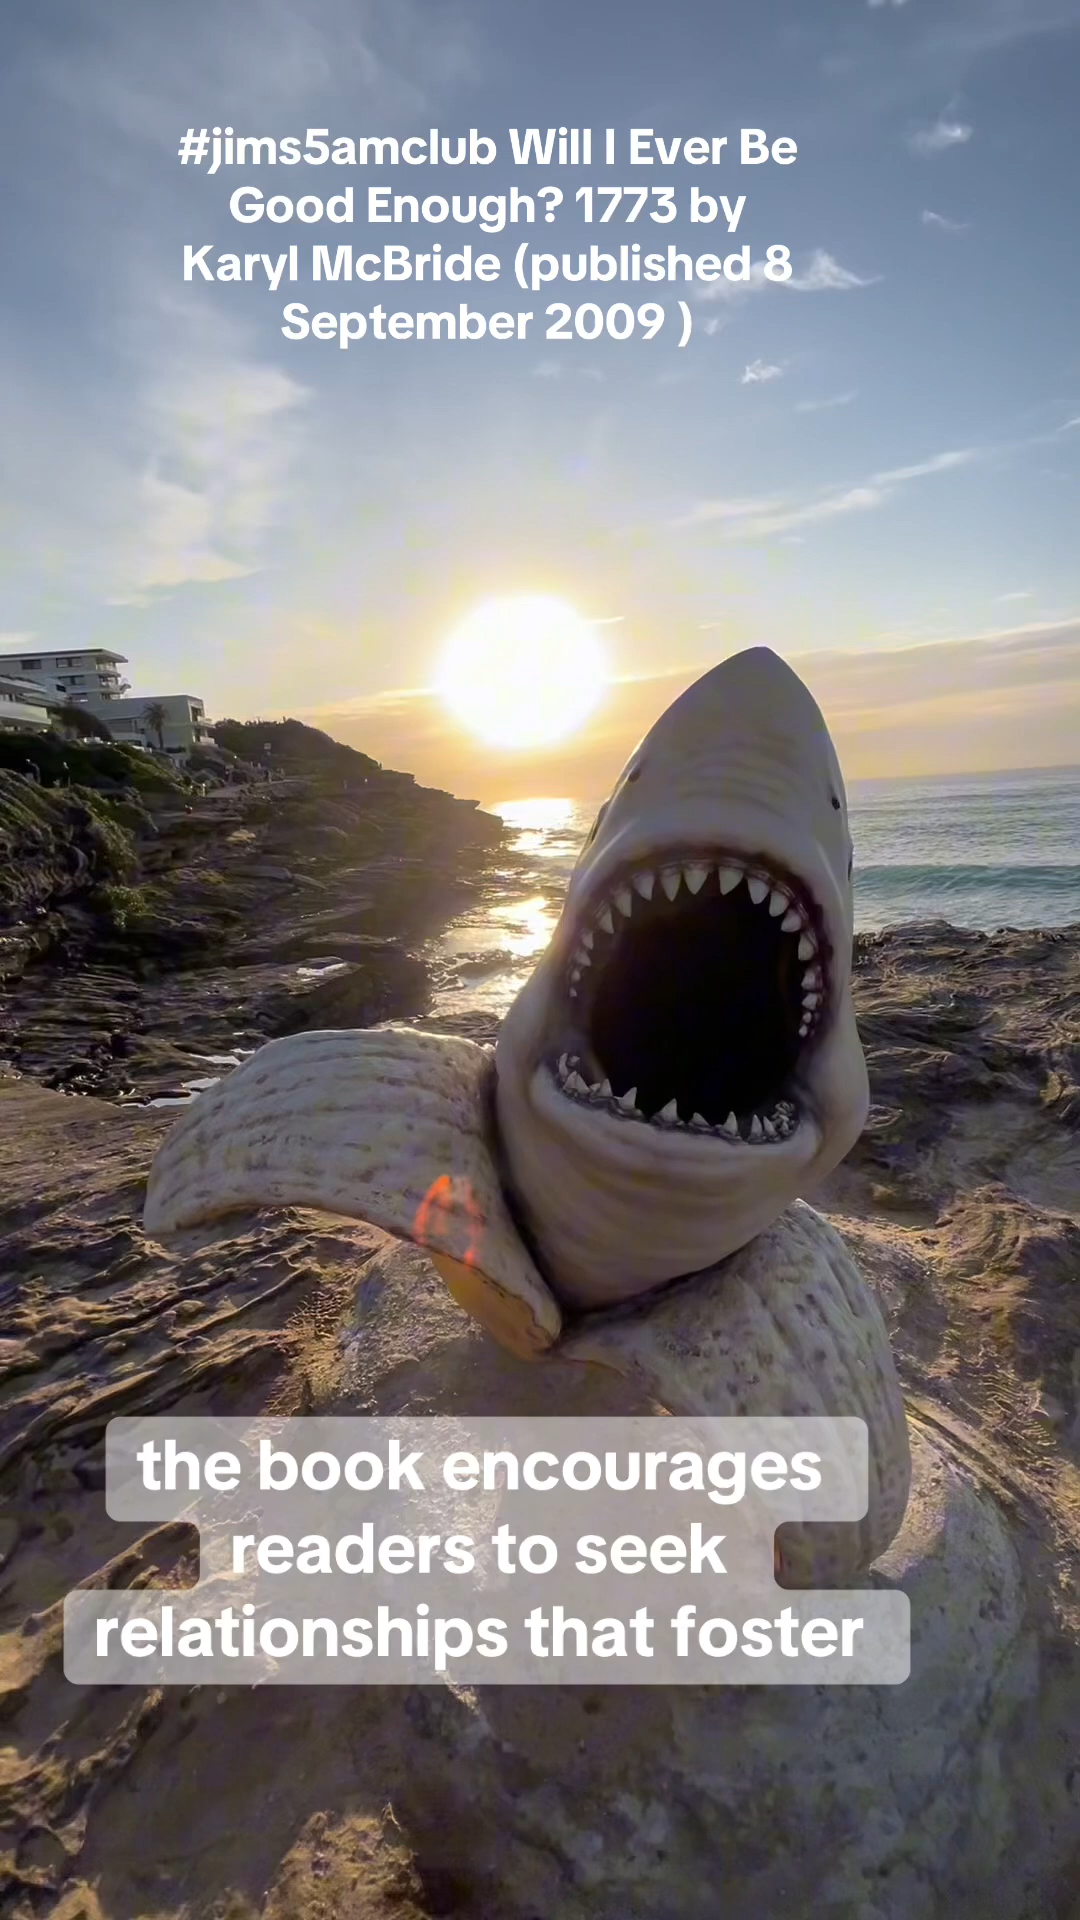 #jims5amclub Will I Ever Be
Good Enough? 1773 by
Karyl McBride (published 8
September 2009 )
the book encourages
readers to seek
relationships that foster